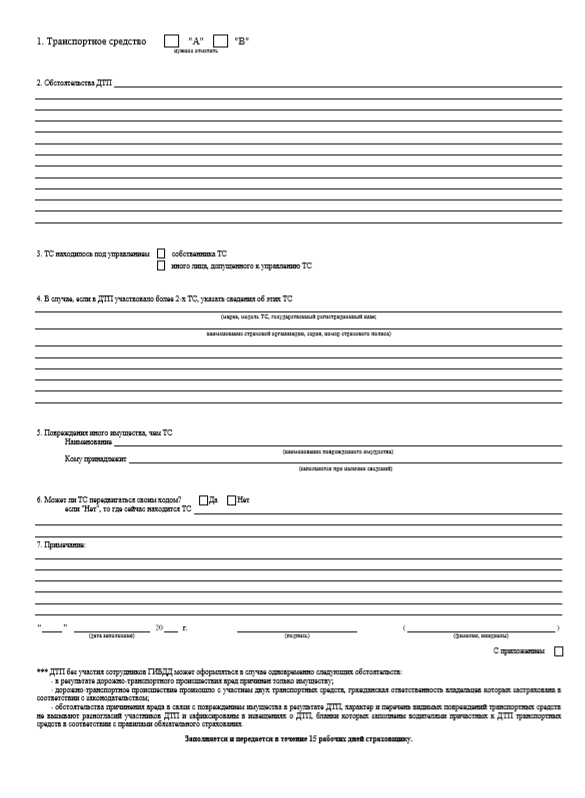 1. Транспортное средство "А" "В"
нужное отметить
2. Обстоятельства ДТП
3. ТС находилось под управлением собственника ТС
иного лица, допущенного к управлению ТС
4. В случае, если в ДТП участвовало более 2-х ТС, указать сведения об этих ТС
(марка, модель ТС, государственный регистрационный знак;
наименование страховой организации, серия, номер страхового полиса)
5. Повреждения иного имущества, чем ТС
Наименование
(наименование поврежденного имущества)
Кому принадлежит
(заполняется при наличии сведений)
6. Может ли ТС передвигаться своим ходом? Да Нет
если "Нет", то где сейчас находится ТС
7. Примечание:
" " 20 г. ( )
(дата заполнения) (подпись) (фамилия, инициалы)
С приложением
*** ДТП без участия сотрудников ГИБДД может оформляться в случае одновременно следующих обстоятельств:
- в результате дорожно-транспортного происшествия вред причинен только имуществу;
- дорожно-транспортное происшествие произошло с участием двух транспортных средств, гражданская ответственность владельцев которых застрахована в
соответствии с законодательством;
- обстоятельства причинения вреда в связи с повреждением имущества в результате ДТП, характер и перечень видимых повреждений транспортных средств
не вызывают разногласий участников ДТП и зафиксированы в извещениях о ДТП, бланки которых заполнены водителями причастных к ДТП транспортных
средств в соответствии с правилами обязательного страхования.
Заполняется и передается в течение 15 рабочих дней страховщику.